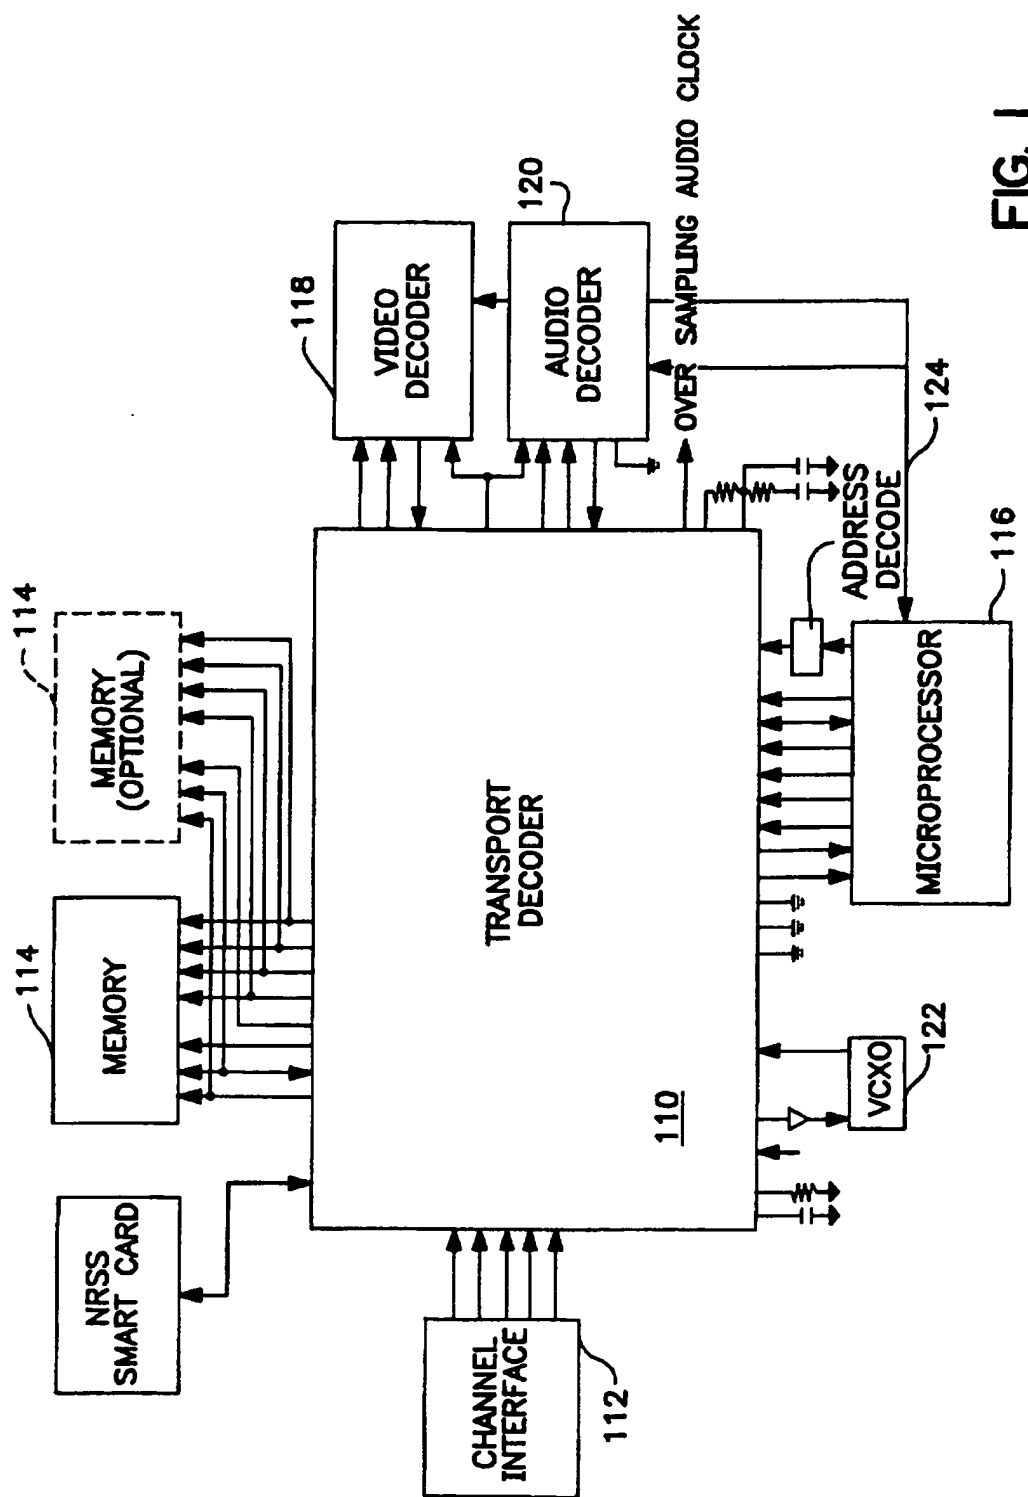 NRSS
SMART CARD
114
MEMORY
114
MEMORY
(OPTIONAL)
CHANNEL
INTERFACE
112
TRANSPORT
DECODER
110
118
VIDEO
DECODER
120
AUDIO
DECODER
OVER SAMPLING AUDIO CLOCK
VCXO
122
MICROPROCESSOR
116
ADDRESS
DECODE
124
FIG. 1